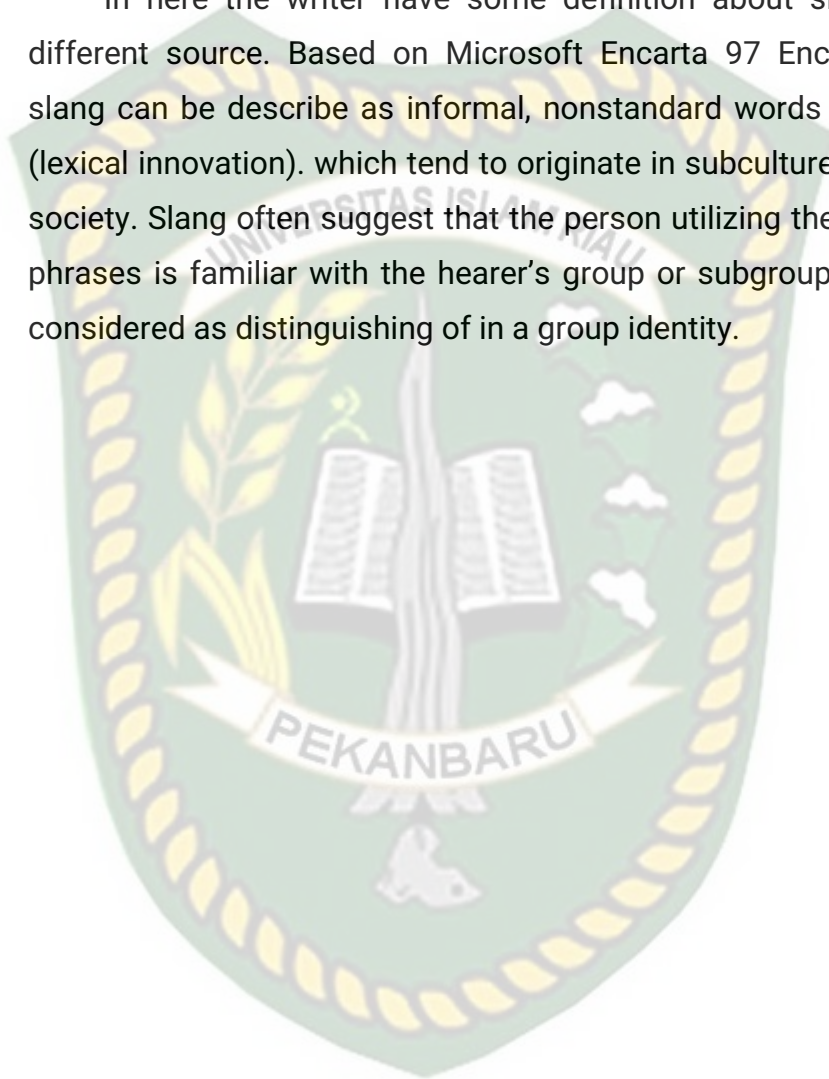 In here the writer have some definition about
different source. Based on Microsoft Encarta 97
slang can be describe as informal, nonstandard words
(lexical innovation). which tend to originate in
society. Slang often suggest that the person utilizing
phrases is familiar with the hearer's group or subgroup
considered as distinguishing of in a group identity.
UNIVERSITAS ISLAM RIAU
PEKANBARU